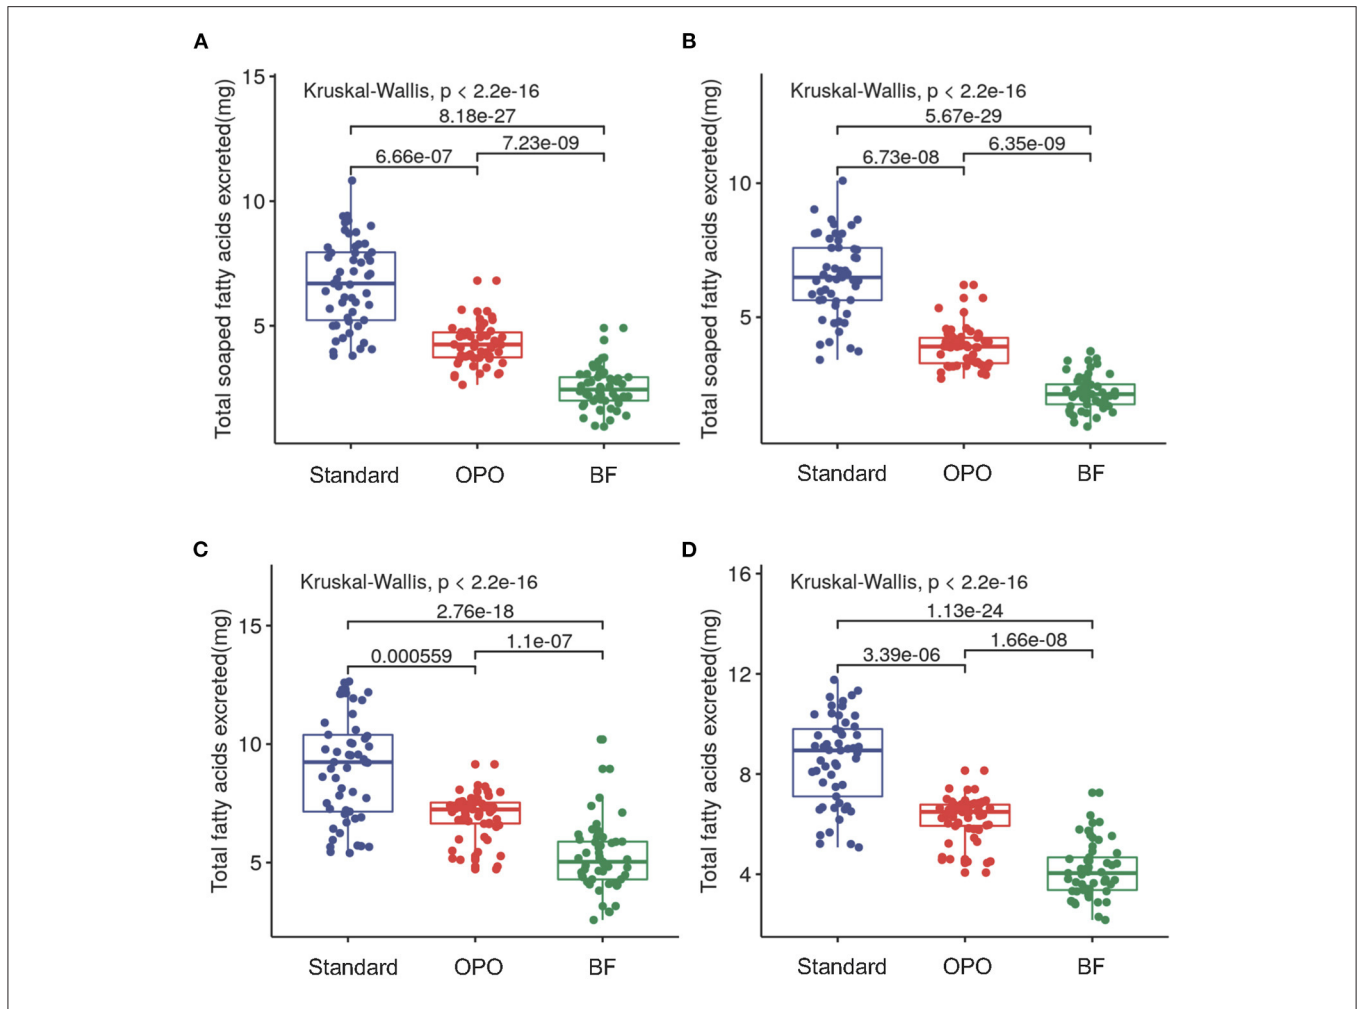 A
Total soaped fatty acids excreted(mg)
15
10
5
Kruskal-Wallis, p < 2.2e-16
8.18e-27
7.23e-09
6.66e-07
Standard OPO BF
B
Total soaped fatty acids excreted(mg)
10
5
Kruskal-Wallis, p < 2.2e-16
5.67e-29
6.35e-09
6.73e-08
Standard OPO BF
C
Total fatty acids excreted(mg)
15
10
5
Kruskal-Wallis, p < 2.2e-16
2.76e-18
1.1e-07
0.000559
Standard OPO BF
D
Total fatty acids excreted(mg)
16
12
8
4
Kruskal-Wallis, p < 2.2e-16
1.13e-24
1.66e-08
3.39e-06
Standard OPO BF